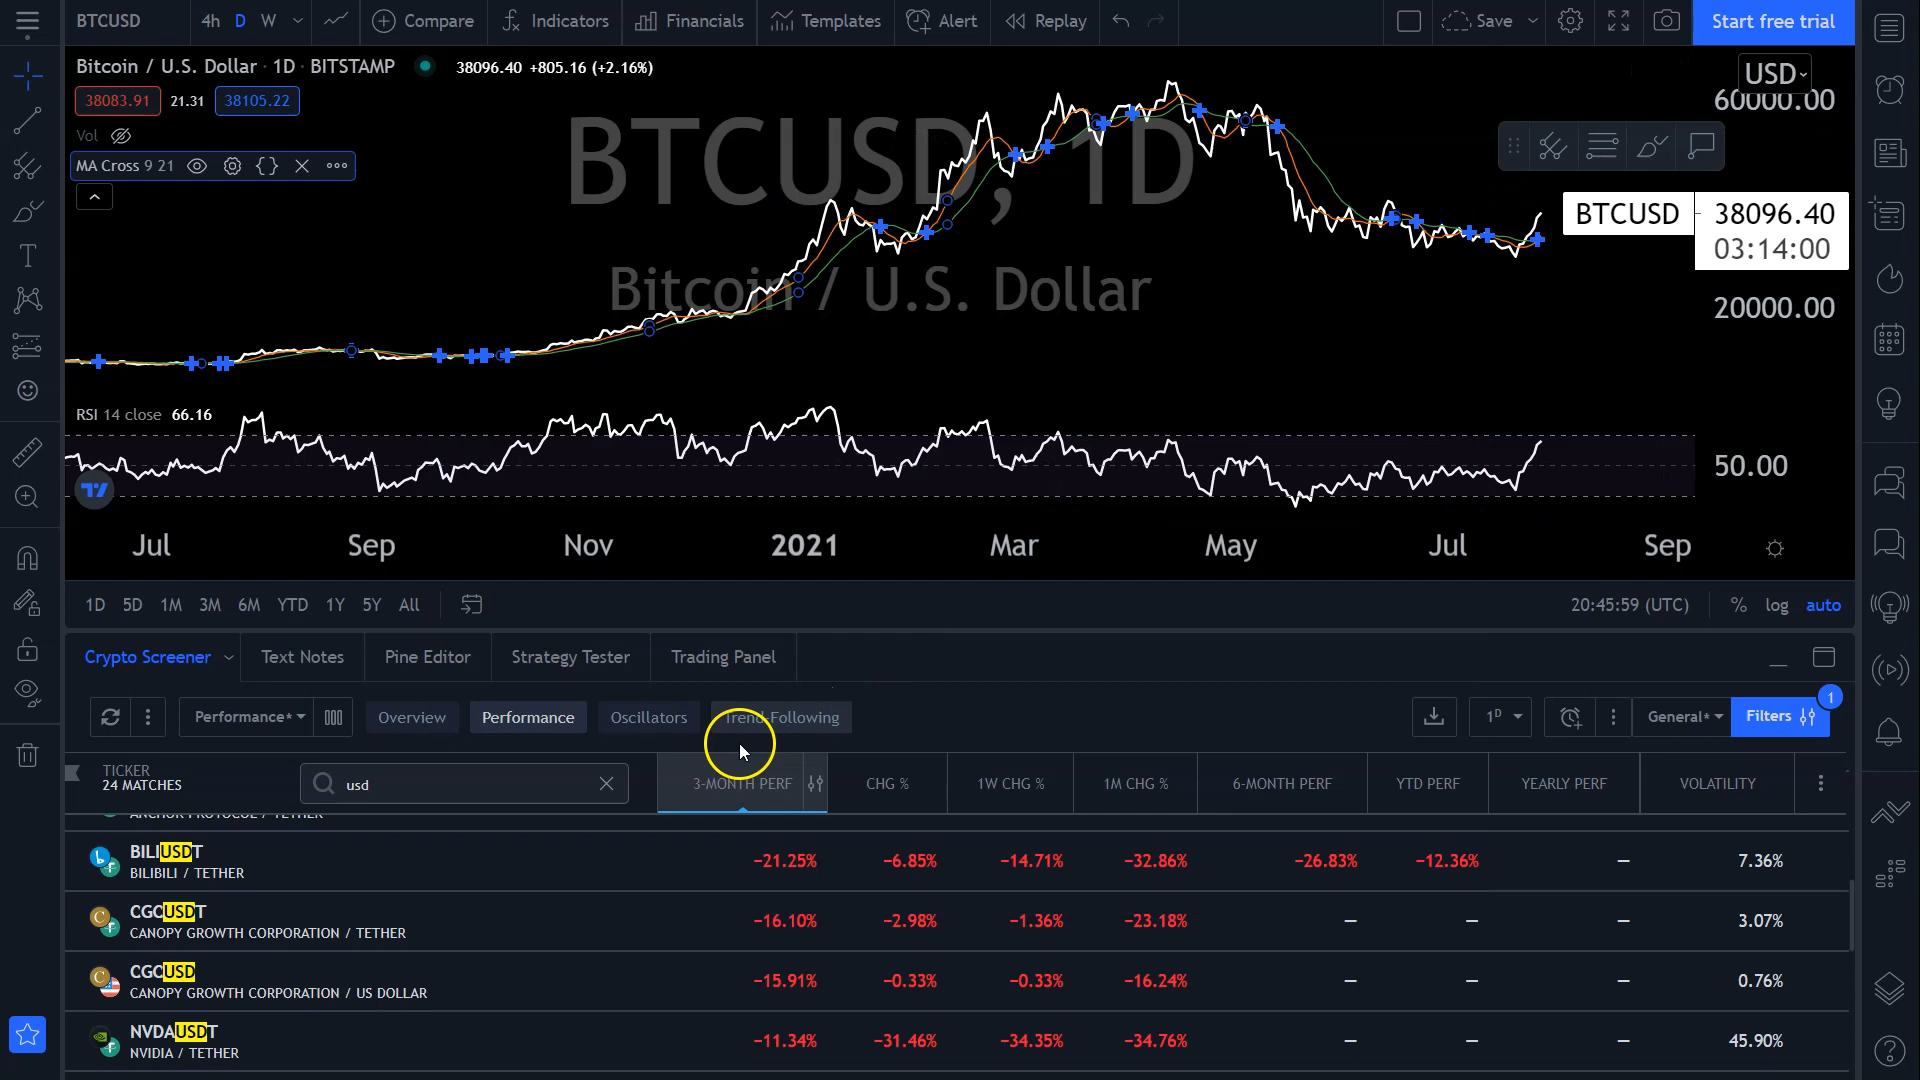 BTCUSD
4h D W
Compare
Indicators
Financials
Templates
Alert
Replay
Save
Start free trial
Bitcoin / U.S. Dollar · 1D · BITSTAMP
38096.40 +805.16 (+2.16%)
38083.91 21.31 38105.22
Vol
MA Cross 9 21
BTCUSD, 1D
Bitcoin / U.S. Dollar
USD
60000.00
BTCUSD 38096.40
03:14:00
20000.00
RSI 14 close 66.16
50.00
Jul Sep Nov 2021 Mar May Jul Sep
1D 5D 1M 3M 6M YTD 1Y 5Y All
20:45:59 (UTC) % log auto
Crypto Screener Text Notes Pine Editor Strategy Tester Trading Panel
Performance* Overview Performance Oscillators Trend-Following
1D General* Filters 1
TICKER
24 MATCHES
usd
3-MONTH PERF CHG % 1W CHG % 1M CHG % 6-MONTH PERF YTD PERF YEARLY PERF VOLATILITY
ANCHOR PROTOCOL / TETHER
BILIUSDT
BILIBILI / TETHER
−21.25% −6.85% −14.71% −32.86% −26.83% −12.36% — 7.36%
CGCUSDT
CANOPY GROWTH CORPORATION / TETHER
−16.10% −2.98% −1.36% −23.18% — — — 3.07%
CGCUSD
CANOPY GROWTH CORPORATION / US DOLLAR
−15.91% −0.33% −0.33% −16.24% — — — 0.76%
NVDAUSDT
NVIDIA / TETHER
−11.34% −31.46% −34.35% −34.76% — — — 45.90%